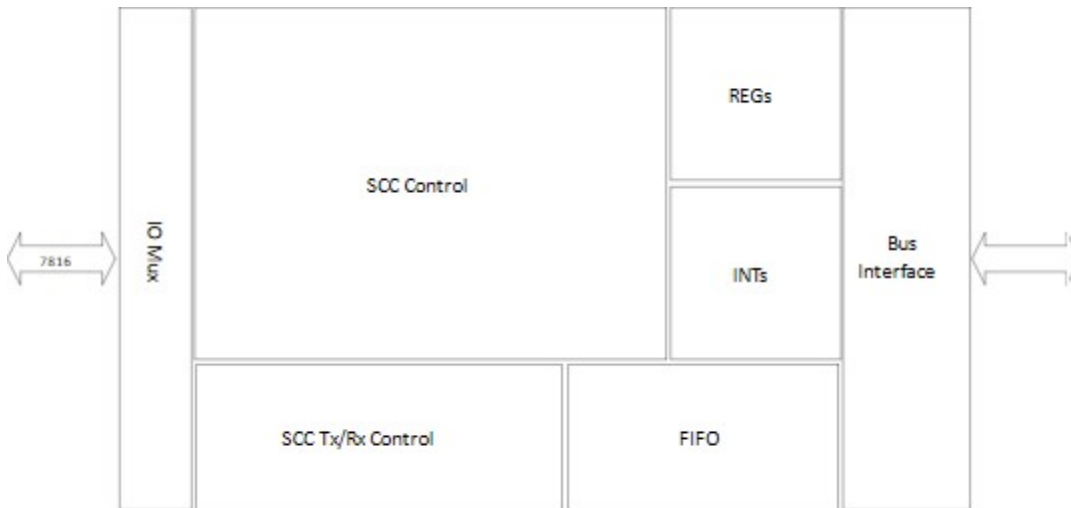 REGs
SCC Control
IO Mux
7816
INTs
Bus
Interface
SCC Tx/Rx Control
FIFO